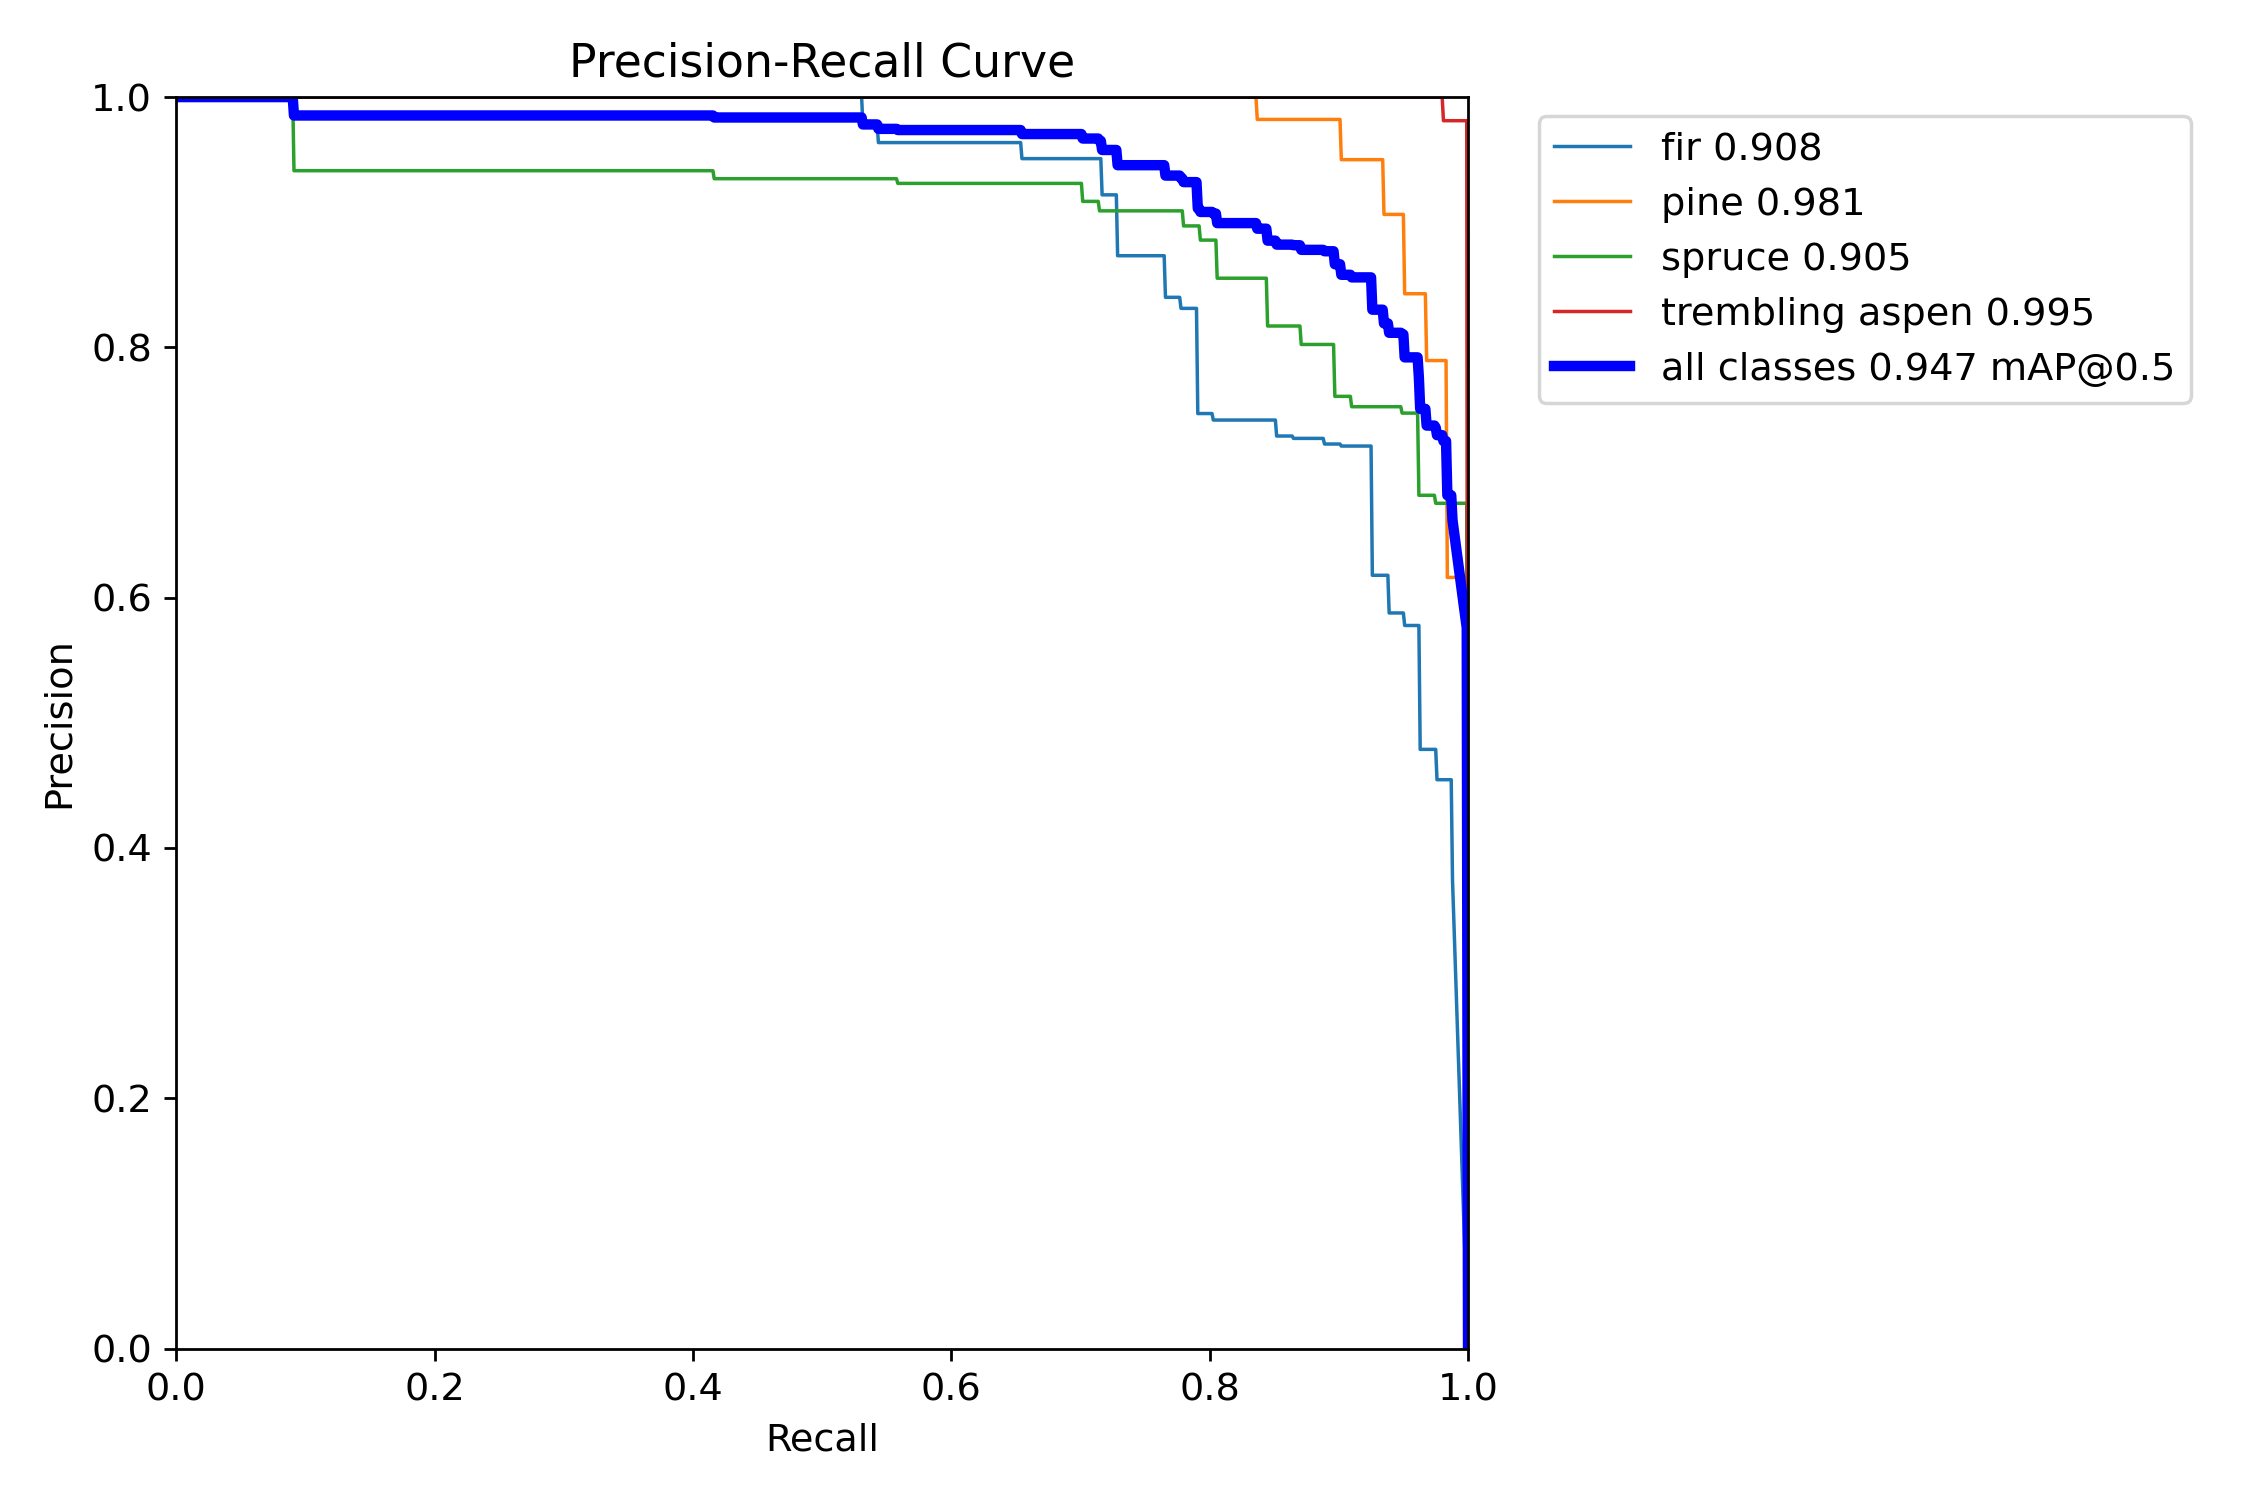 Precision-Recall Curve
1.0
0.8
0.6
0.4
0.2
0.0
Precision
0.0 0.2 0.4 0.6 0.8 1.0
Recall
fir 0.908
pine 0.981
spruce 0.905
trembling aspen 0.995
all classes 0.947 mAP@0.5